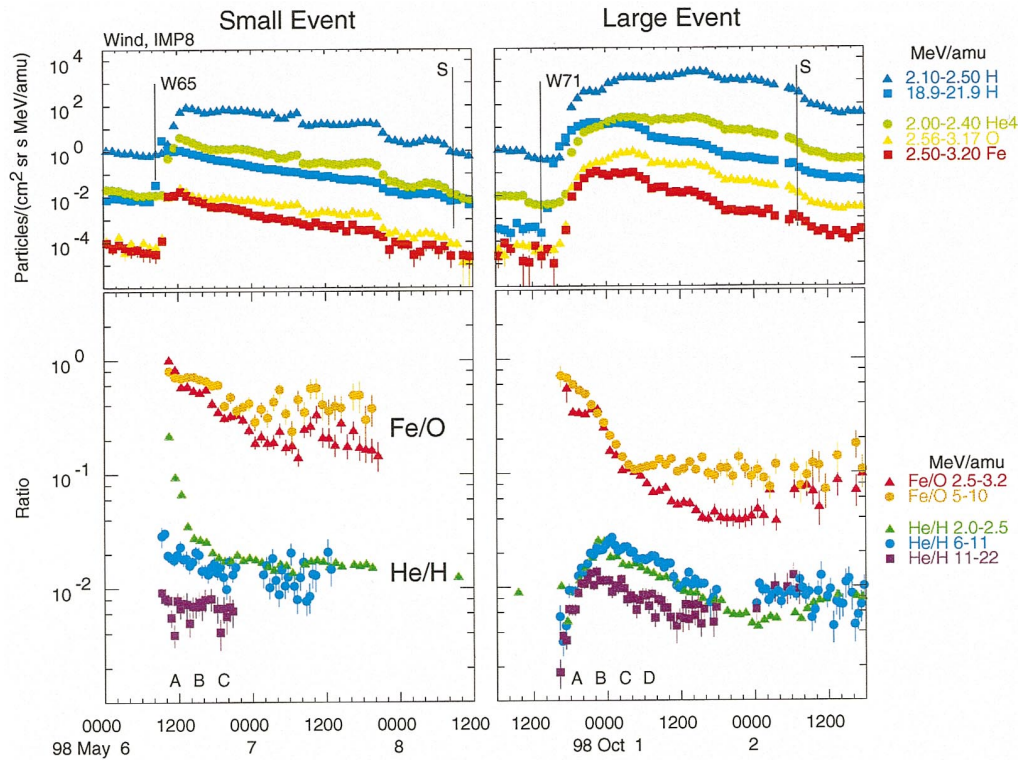 Small Event
Large Event
Wind, IMP8
MeV/amu
W65
S
W71
S
2.10-2.50 H
18.9-21.9 H
2.00-2.40 He4
2.56-3.17 O
2.50-3.20 Fe
Particles/(cm2 sr s MeV/amu)
10^4
10^2
10^0
10^-2
10^-4
Ratio
10^0
10^-1
10^-2
Fe/O
He/H
MeV/amu
Fe/O 2.5-3.2
Fe/O 5-10
He/H 2.0-2.5
He/H 6-11
He/H 11-22
A B C
A B C D
0000 1200 0000 1200 0000 1200
1200 0000 1200 0000 1200
98 May 6 7 8
98 Oct 1 2